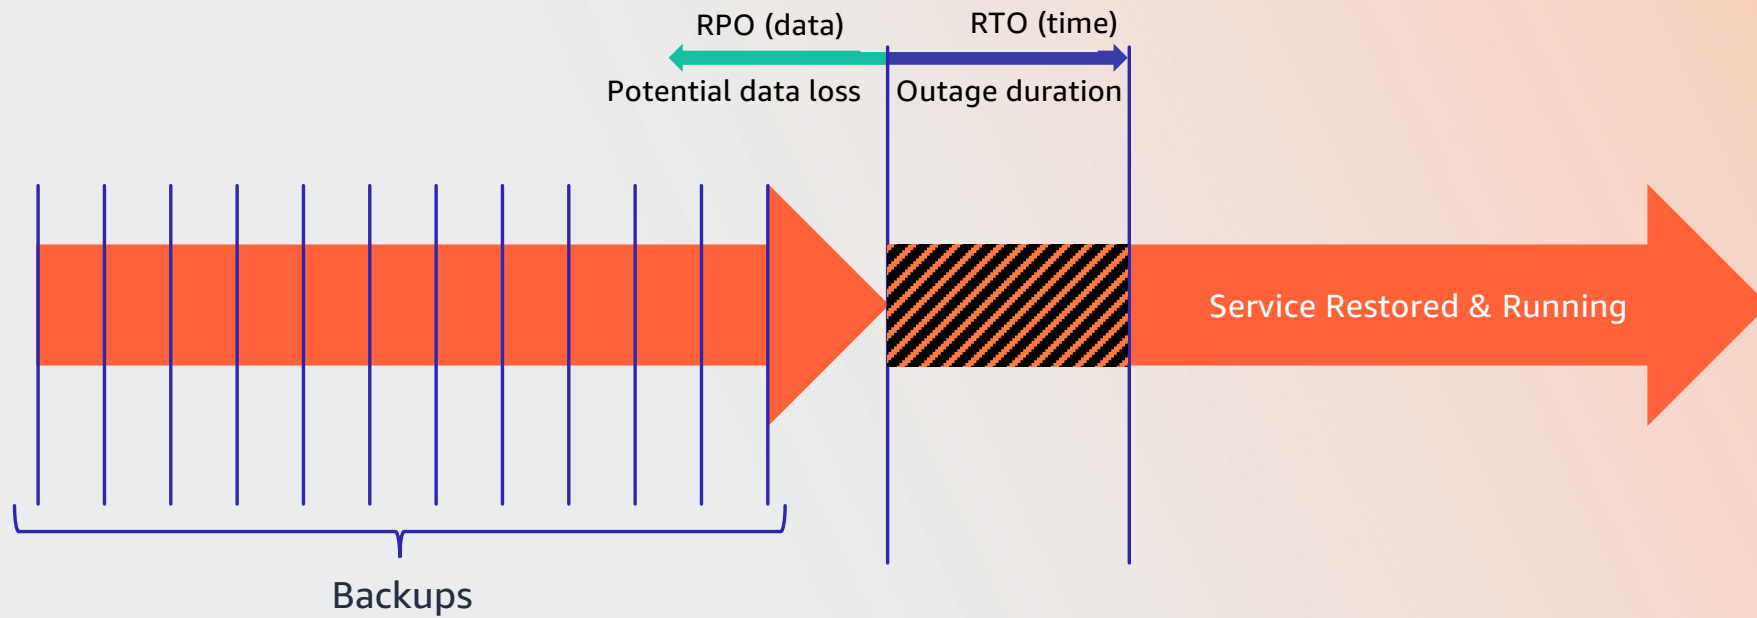 RPO (data)
RTO (time)
Potential data loss
Outage duration
Service Restored & Running
Backups